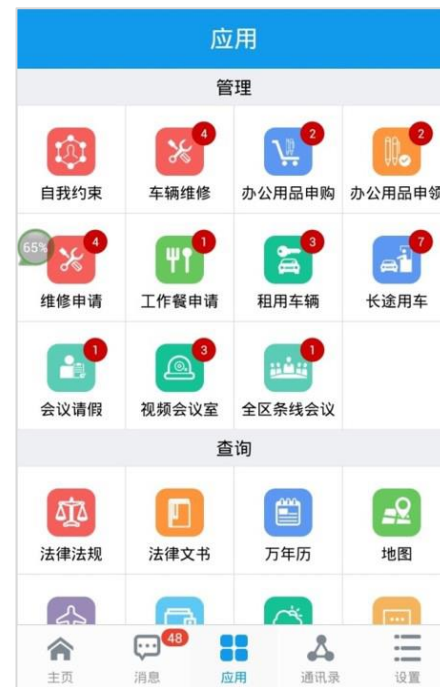 应用
管理
4 2 2
自我约束 车辆维修 办公用品申购 办公用品申领
65% 4 1 3 7
维修申请 工作餐申请 租用车辆 长途用车
1 3 1
会议请假 视频会议室 全区条线会议
查询
法律法规 法律文书 万年历 地图
48
主页 消息 应用 通讯录 设置